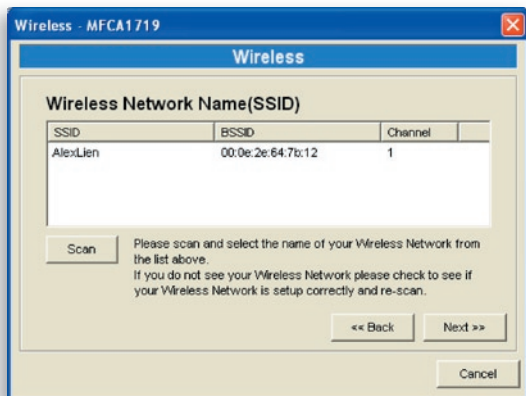 Wireless - MFCA1719
Wireless
Wireless Network Name(SSID)
SSID BSSID Channel
AlexLien 00:0e:2e:64:7b:12 1
Scan
Please scan and select the name of your Wireless Network from
the list above.
If you do not see your Wireless Network please check to see if
your Wireless Network is setup correctly and re-scan.
<< Back Next >>
Cancel